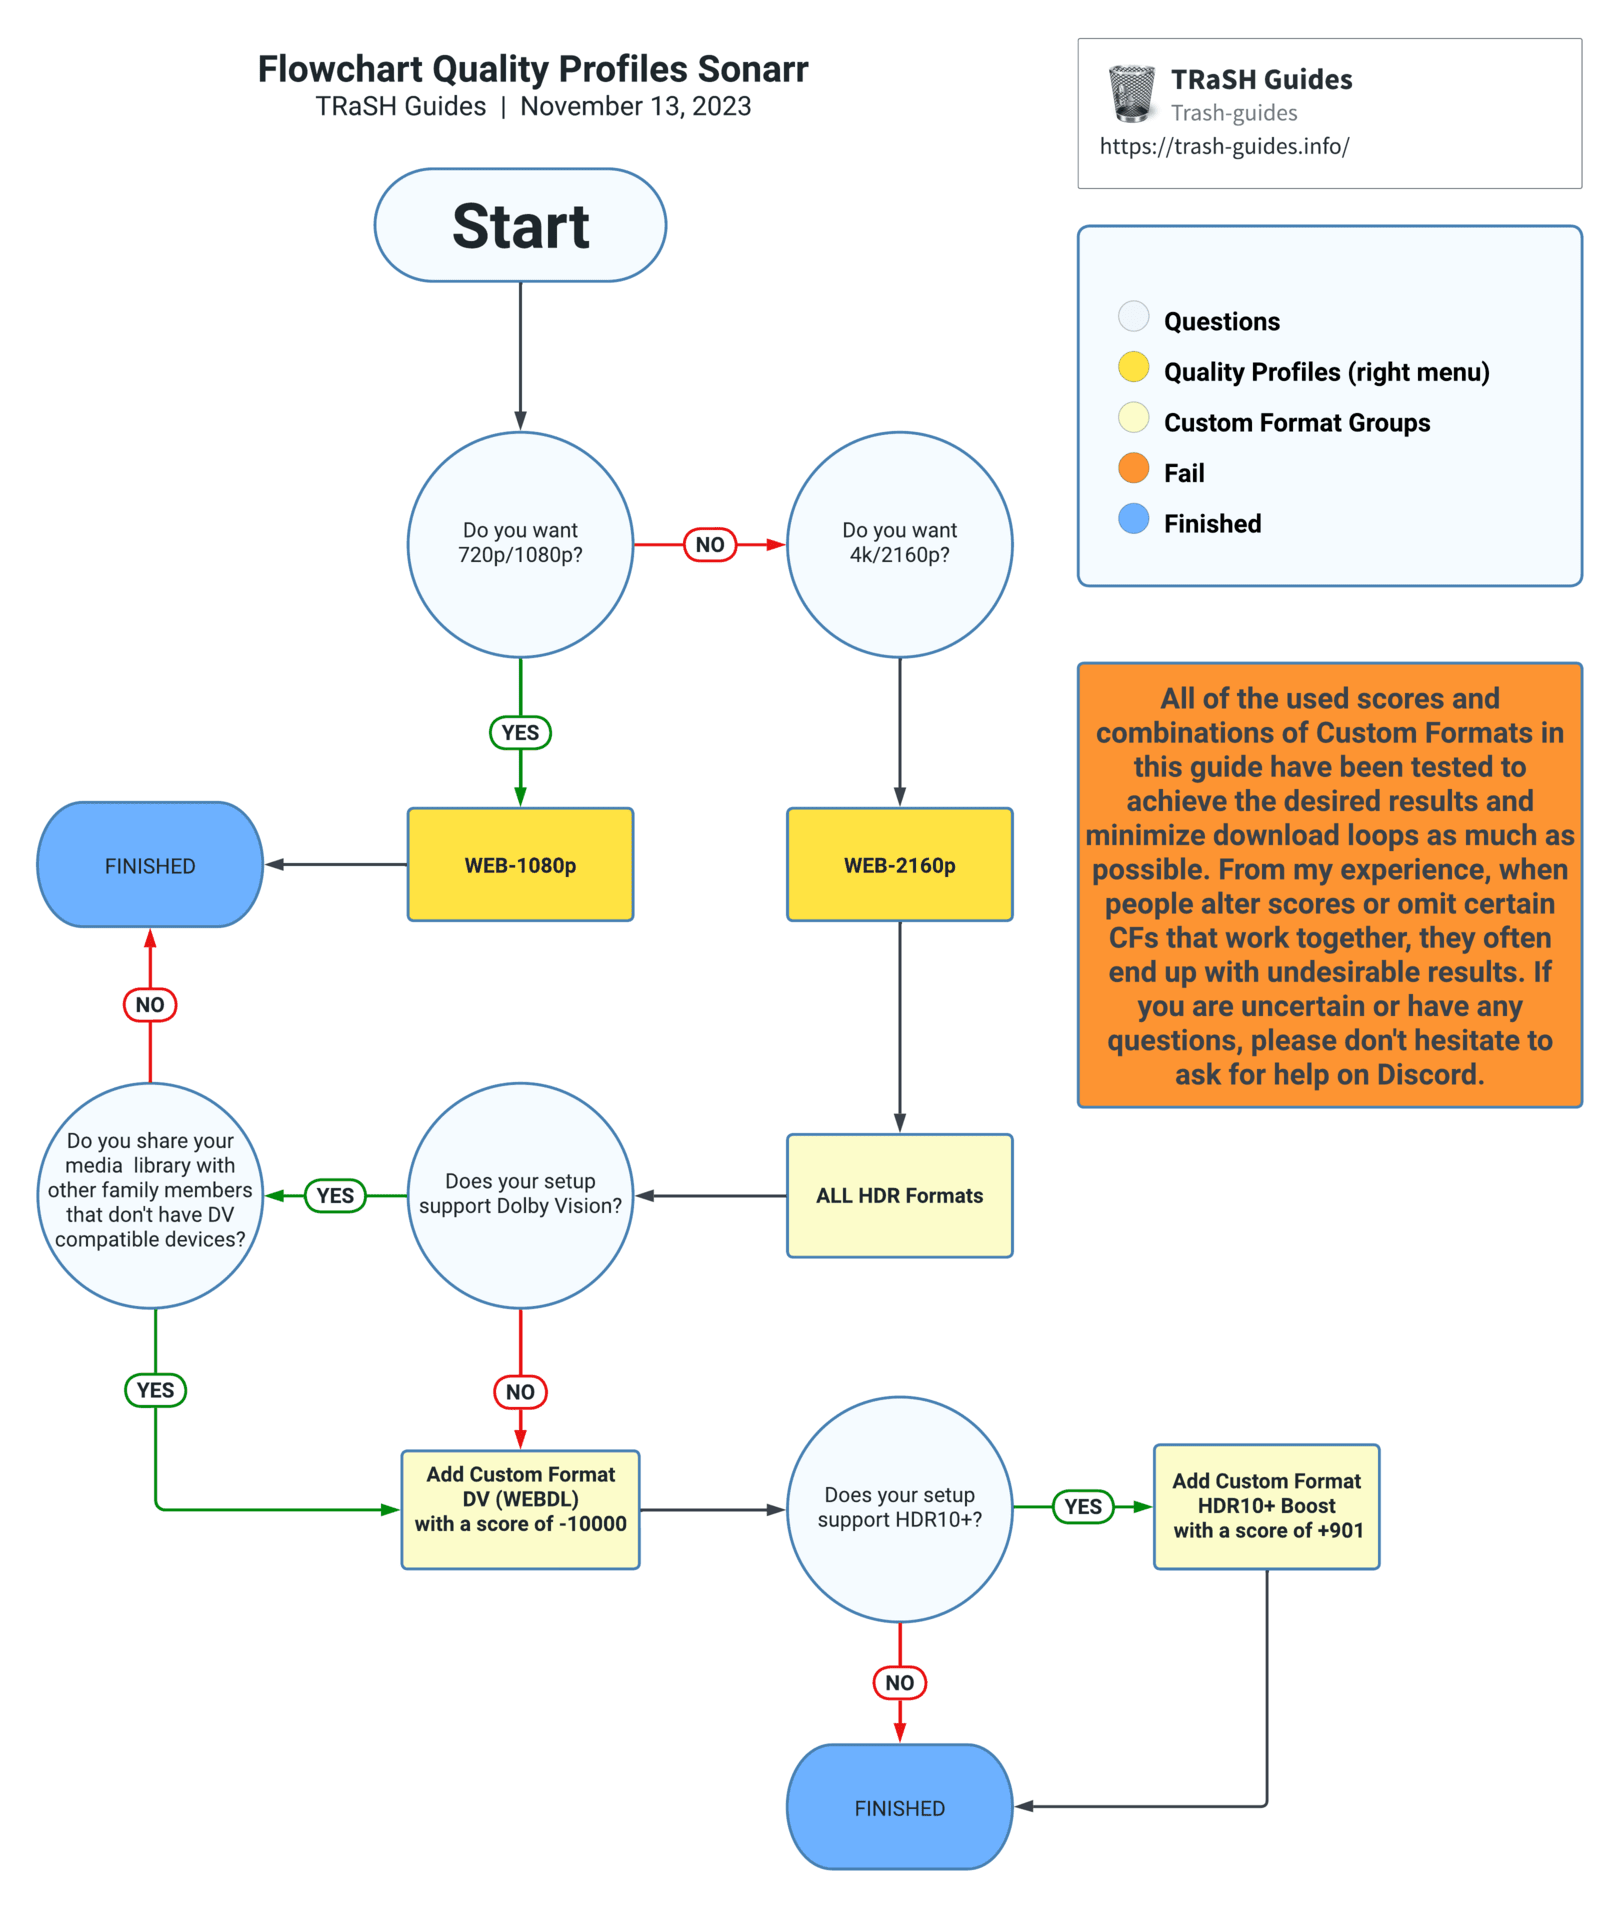 Flowchart Quality Profiles Sonarr
TRaSH Guides | November 13, 2023
TRaSH Guides
Trash-guides
https://trash-guides.info/
Start
Questions
Quality Profiles (right menu)
Custom Format Groups
Fail
Finished
Do you want
720p/1080p?
NO
Do you want
4k/2160p?
YES
All of the used scores and
combinations of Custom Formats in
this guide have been tested to
achieve the desired results and
minimize download loops as much as
possible. From my experience, when
people alter scores or omit certain
CFs that work together, they often
end up with undesirable results. If
you are uncertain or have any
questions, please don't hesitate to
ask for help on Discord.
FINISHED
WEB-1080p
WEB-2160p
NO
Do you share your
media  library with
other family members
that don't have DV
compatible devices?
YES
Does your setup
support Dolby Vision?
ALL HDR Formats
YES
NO
Add Custom Format
DV (WEBDL)
with a score of -10000
Does your setup
support HDR10+?
YES
Add Custom Format
HDR10+ Boost
with a score of +901
NO
FINISHED